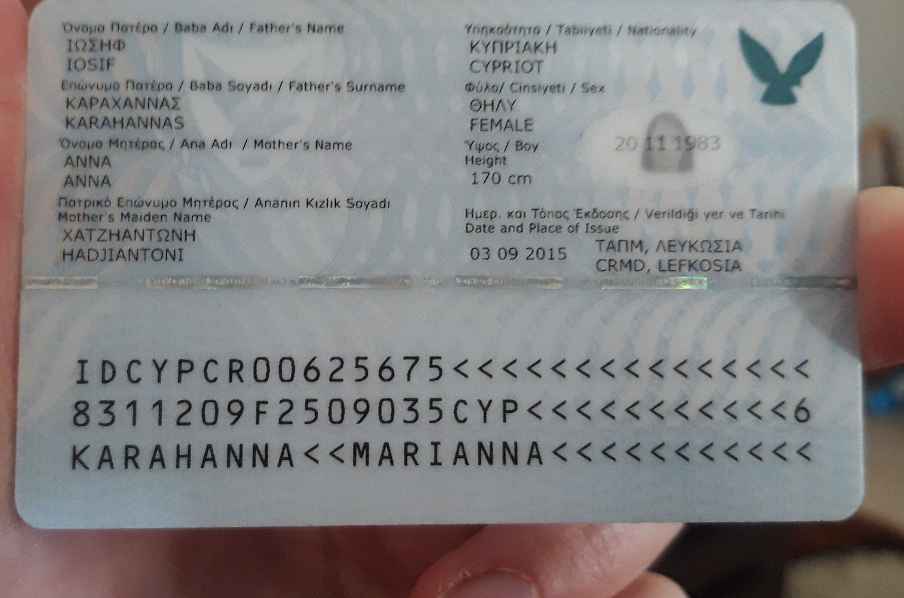 Όνομα Πατέρα / Baba Adı / Father's Name
ΙΩΣΗΦ
IOSIF
Επώνυμο Πατέρα / Baba Soyadı / Father's Surname
ΚΑΡΑΧΑΝΝΑΣ
KARAHANNAS
Όνομα Μητέρας / Ana Adı / Mother's Name
ΑΝΝΑ
ANNA
Πατρικό Επώνυμο Μητέρας / Ananın Kızlık Soyadı
Mother's Maiden Name
ΧΑΤΖΗΑΝΤΩΝΗ
HADJIANTONI
Υπηκοότητα / Tabiiyeti / Nationality
ΚΥΠΡΙΑΚΗ
CYPRIOT
Φύλο/ Cinsiyeti / Sex
ΘΗΛΥ
FEMALE
Ύψος / Boy
Height
170 cm
20 11 1983
Ημερ. και Τόπος Έκδοσης / Verildiği yer ve Tarihi
Date and Place of Issue
03 09 2015 ΤΑΠΜ, ΛΕΥΚΩΣΙΑ
CRMD, LEFKOSIA
IDCYPCR00625675<<<<<<<<<<<<<<<
8311209F2509035CYP<<<<<<<<<<<6
KARAHANNA<<MARIANNA<<<<<<<<<<<